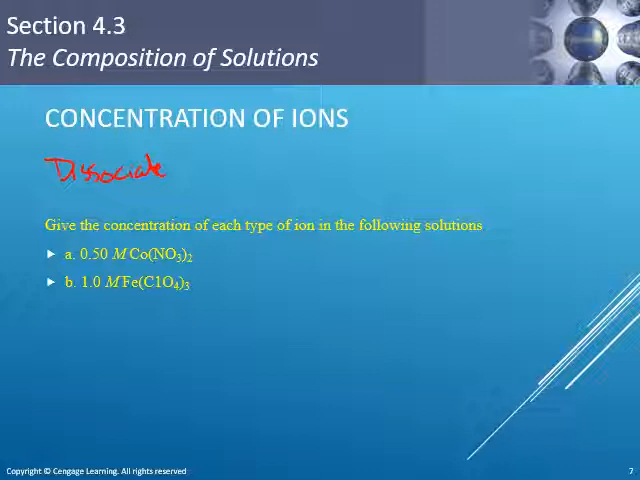 Section 4.3
The Composition of Solutions
CONCENTRATION OF IONS
Dissociate
Give the concentration of each type of ion in the following solutions
a. 0.50 M Co(NO₃)₂
b. 1.0 M Fe(C1O₄)₃
Copyright © Cengage Learning. All rights reserved
7